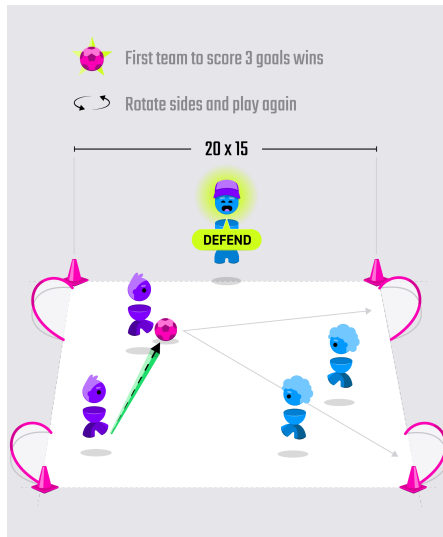 First team to score 3 goals wins
Rotate sides and play again
20 x 15
DEFEND